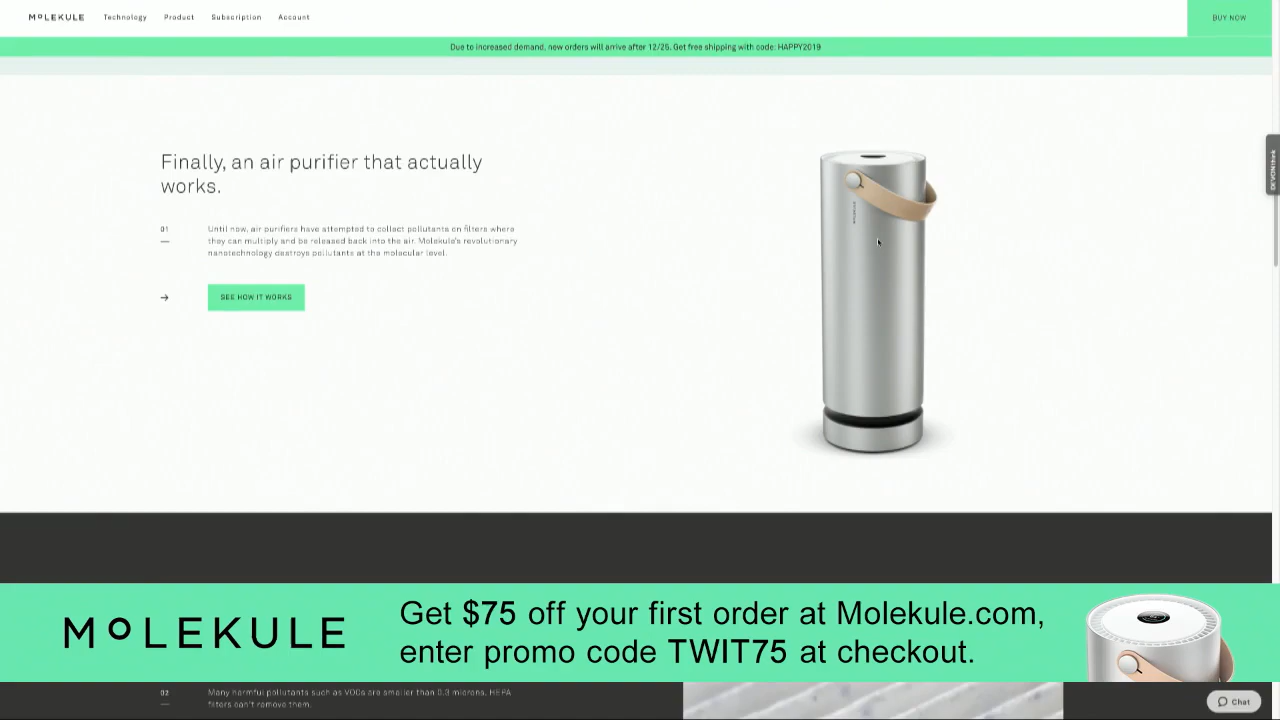 MOLEKULE Technology Product Subscription Account BUY NOW
Due to increased demand, new orders will arrive after 12/25. Get free shipping with code: HAPPY2019
Finally, an air purifier that actually
works.
01
Until now, air purifiers have attempted to collect pollutants on filters where
they can multiply and be released back into the air. Molekule's revolutionary
nanotechnology destroys pollutants at the molecular level.
SEE HOW IT WORKS
DEVONthink
MOLEKULE
Get $75 off your first order at Molekule.com,
enter promo code TWIT75 at checkout.
02
Many harmful pollutants such as VOCs are smaller than 0.3 microns. HEPA
filters can't remove them.
Chat